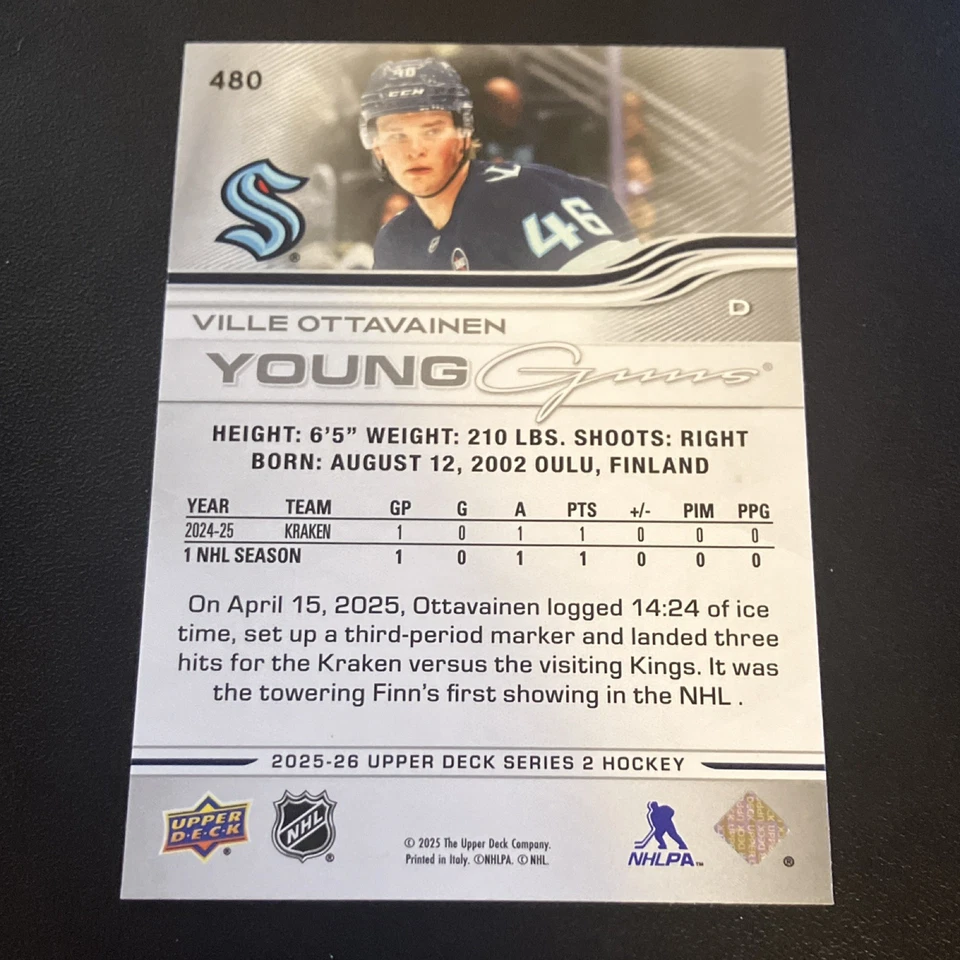 480
46
CCM
46
D
VILLE OTTAVAINEN
YOUNG Guns®
HEIGHT: 6'5" WEIGHT: 210 LBS. SHOOTS: RIGHT
BORN: AUGUST 12, 2002 OULU, FINLAND
YEAR TEAM GP G A PTS +/- PIM PPG
2024-25 KRAKEN 1 0 1 1 0 0 0
1 NHL SEASON 1 0 1 1 0 0 0
On April 15, 2025, Ottavainen logged 14:24 of ice
time, set up a third-period marker and landed three
hits for the Kraken versus the visiting Kings. It was
the towering Finn's first showing in the NHL .
2025-26 UPPER DECK SERIES 2 HOCKEY
UPPER
D·E·C·K
®
NHL
®
© 2025 The Upper Deck Company.
Printed in Italy. ©NHLPA. © NHL.
NHLPA™
®